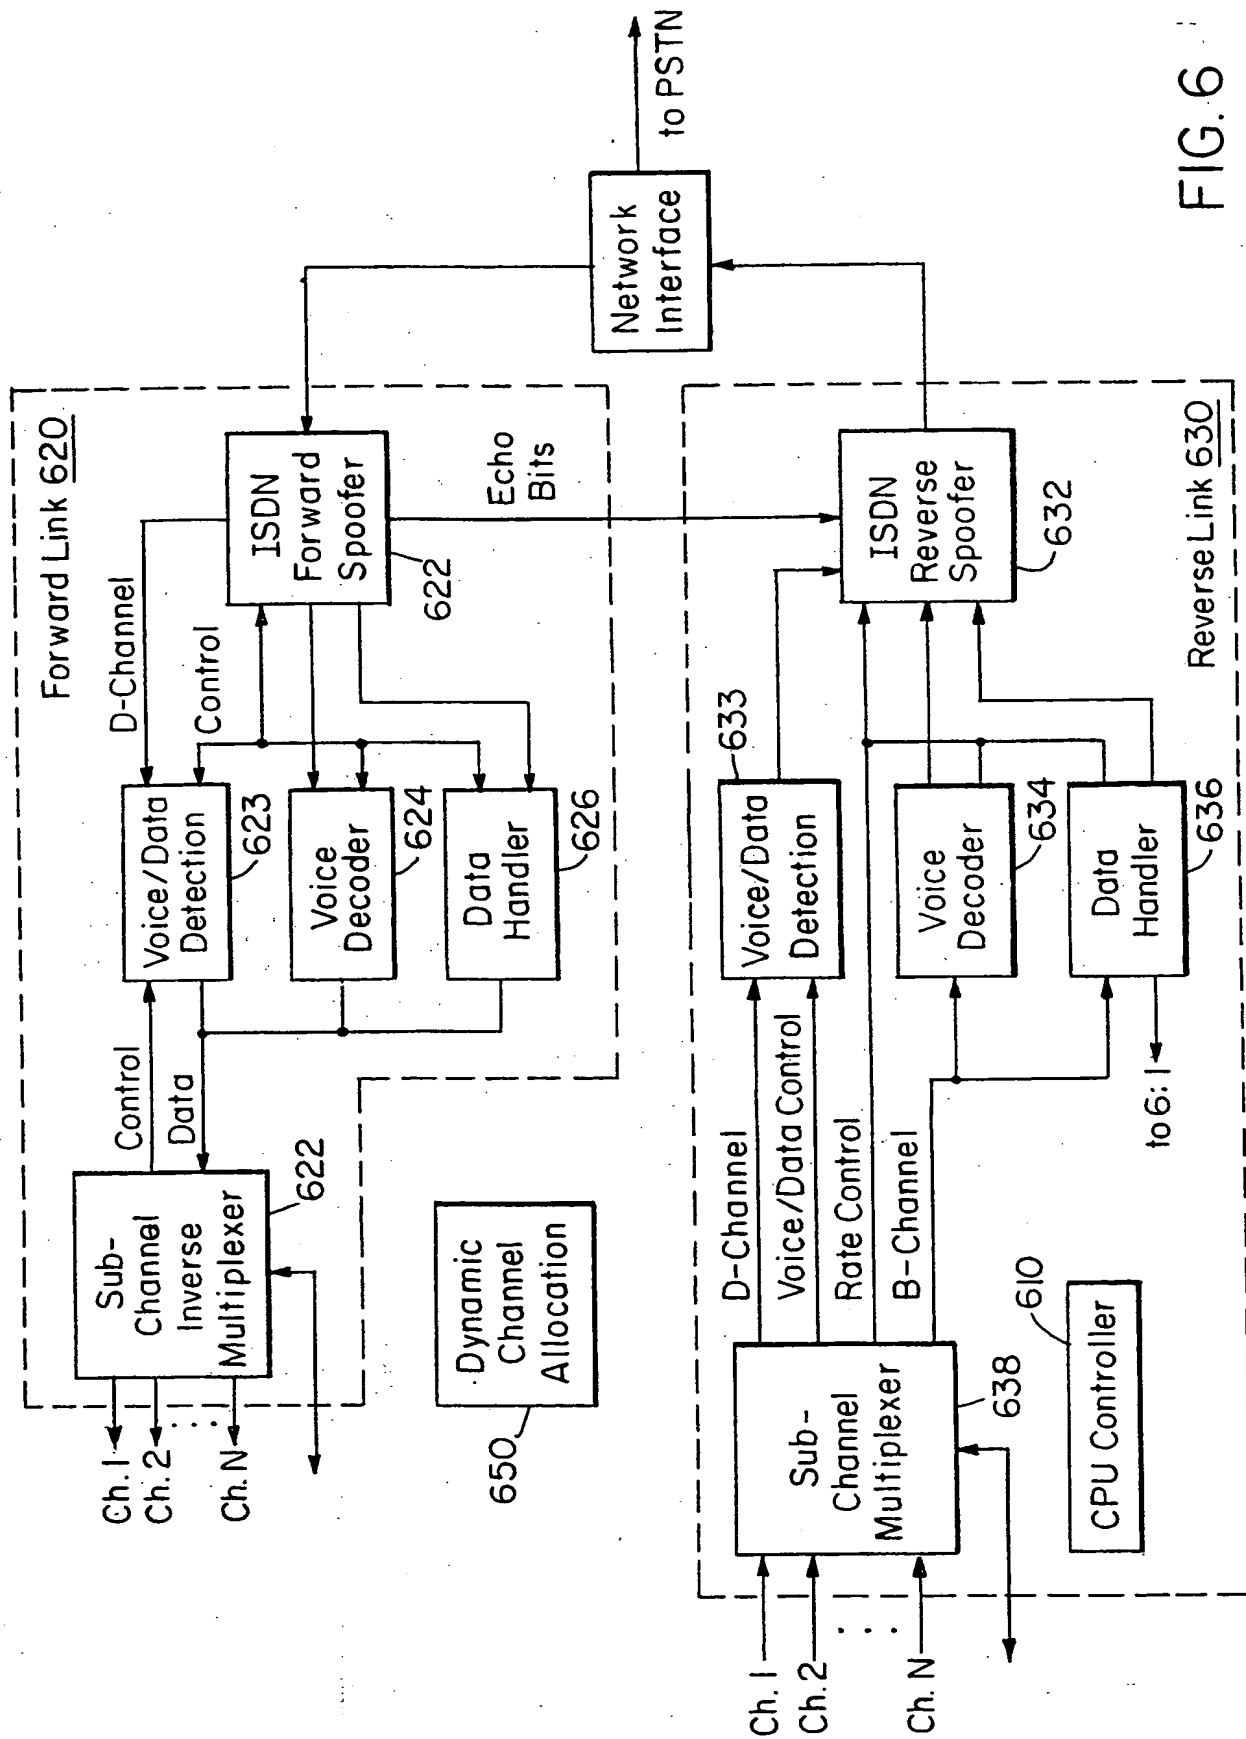 Forward Link 620
Ch. 1
Ch. 2
Ch. N
Sub-
Channel
Inverse
Multiplexer
622
Control
Data
Voice/Data
Detection
623
Voice
Decoder
624
Data
Handler
626
D-Channel
Control
ISDN
Forward
Spoofer
622
Echo
Bits
Network
Interface
to PSTN
Dynamic
Channel
Allocation
650
Ch. 1
Ch. 2
Ch. N
Sub-
Channel
Multiplexer
638
D-Channel
Voice/Data Control
Rate Control
B-Channel
Voice/Data
Detection
633
Voice
Decoder
634
Data
Handler
636
to 6:1
ISDN
Reverse
Spoofer
632
CPU Controller
610
Reverse Link 630
FIG. 6